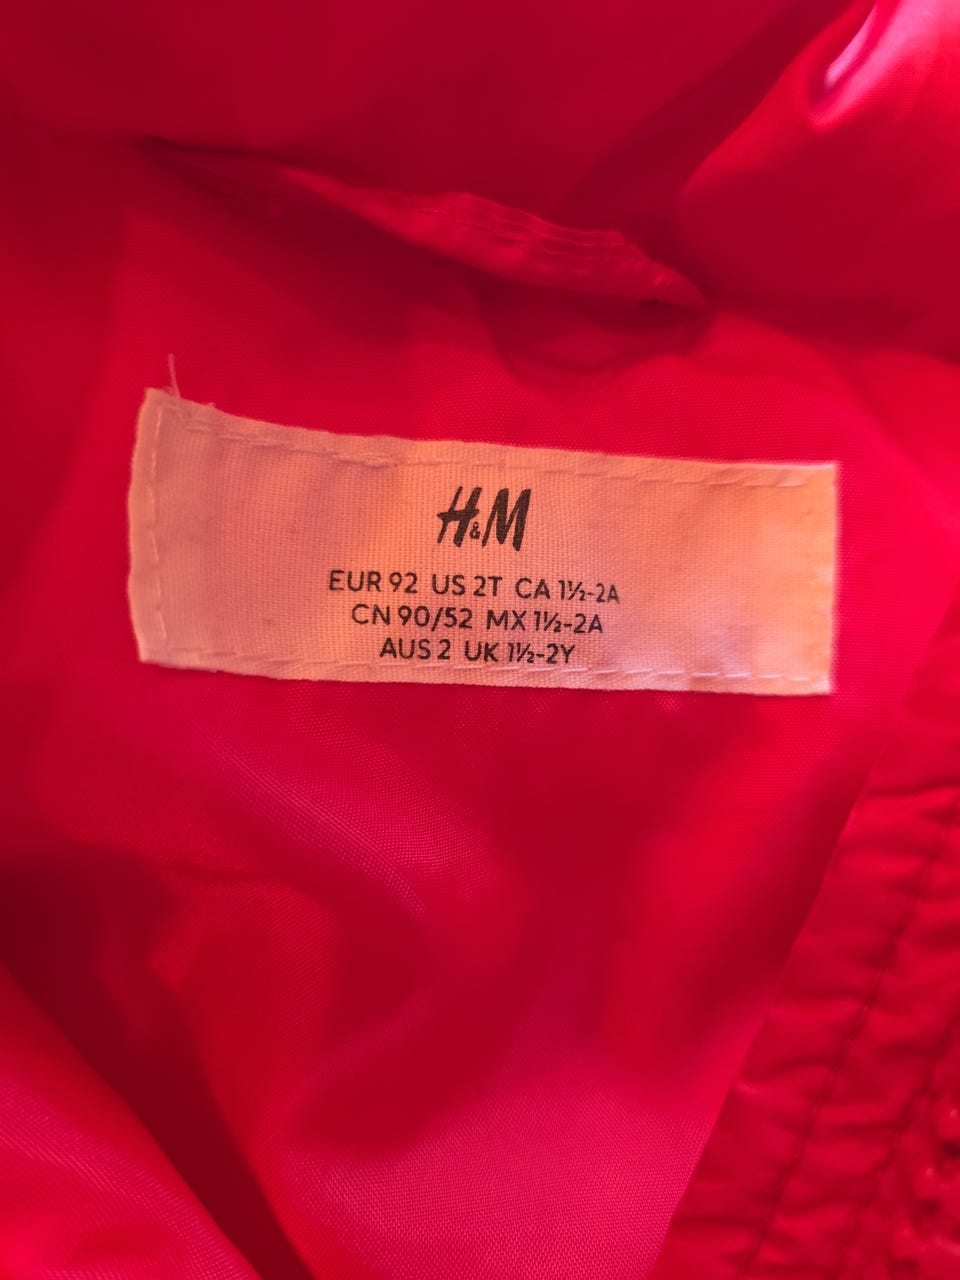 H&M
EUR 92 US 2T CA 1½-2A
CN 90/52 MX 1½-2A
AUS 2 UK 1½-2Y